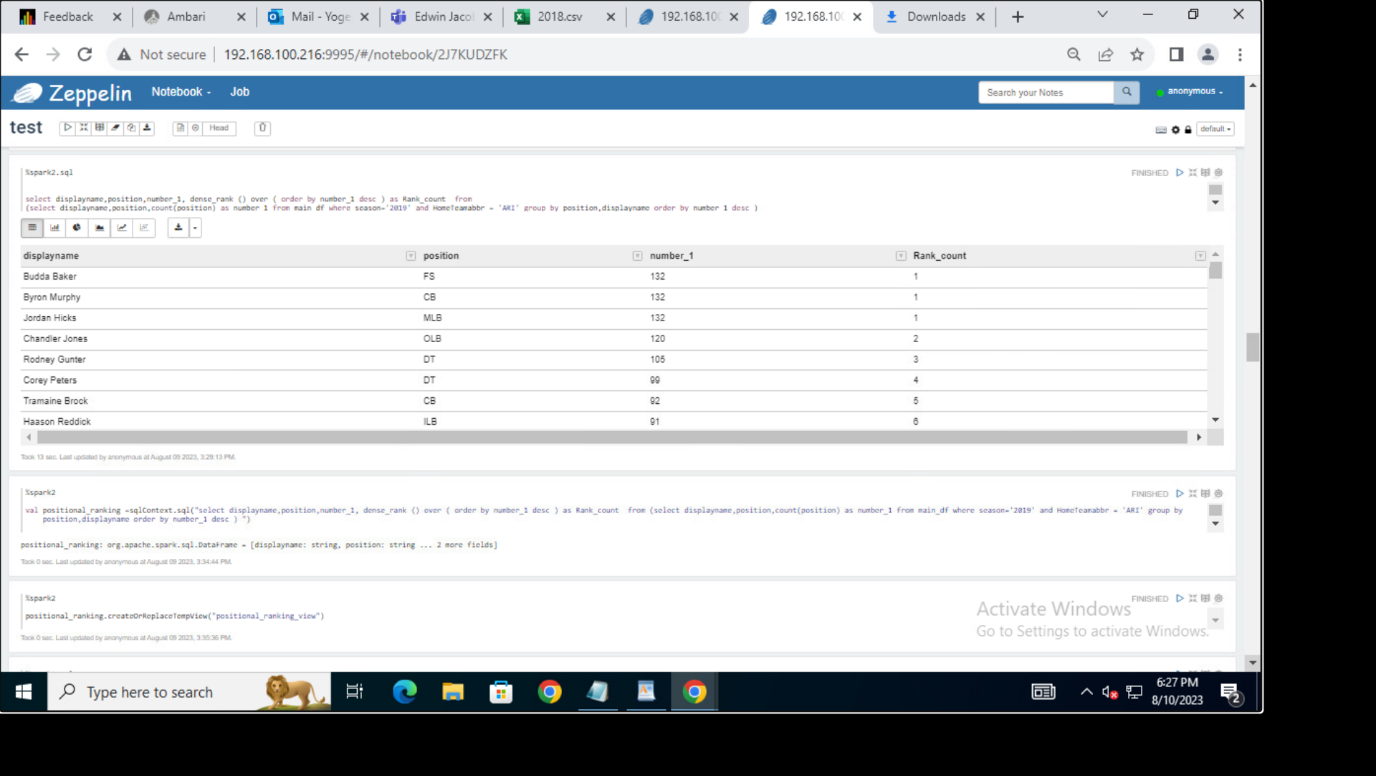 Feedback
Ambari
Mail - Yoge
Edwin Jaco
2018.csv
192.168.10
192.168.10
Downloads
Not secure
192.168.100.216:9995/#/notebook/2J7KUDZFK
Zeppelin
Notebook
Job
Search your Notes
anonymous
test
Head
default
%spark2.sql
FINISHED
select displayname,position,number_1, dense_rank () over ( order by number_1 desc ) as Rank_count from
(select displayname,position,count(position) as number_1 from main_df where season='2019' and HomeTeamabbr = 'ARI' group by position,displayname order by number_1 desc )
displayname position number_1 Rank_count
Budda Baker FS 132 1
Byron Murphy CB 132 1
Jordan Hicks MLB 132 1
Chandler Jones OLB 120 2
Rodney Gunter DT 105 3
Corey Peters DT 99 4
Tramaine Brock CB 92 5
Haason Reddick ILB 91 6
Took 13 sec. Last updated by anonymous at August 09 2023, 3:28:13 PM.
%spark2
FINISHED
val positional_ranking =sqlContext.sql("select displayname,position,number_1, dense_rank () over ( order by number_1 desc ) as Rank_count from (select displayname,position,count(position) as number_1 from main_df where season='2019' and HomeTeamabbr = 'ARI' group by
position,displayname order by number_1 desc ) ")
positional_ranking: org.apache.spark.sql.DataFrame = [displayname: string, position: string ... 2 more fields]
Took 0 sec. Last updated by anonymous at August 09 2023, 3:34:44 PM.
%spark2
FINISHED
positional_ranking.createOrReplaceTempView("positional_ranking_view")
Took 0 sec. Last updated by anonymous at August 09 2023, 3:35:36 PM.
Activate Windows
Go to Settings to activate Windows.
Type here to search
6:27 PM
8/10/2023
2